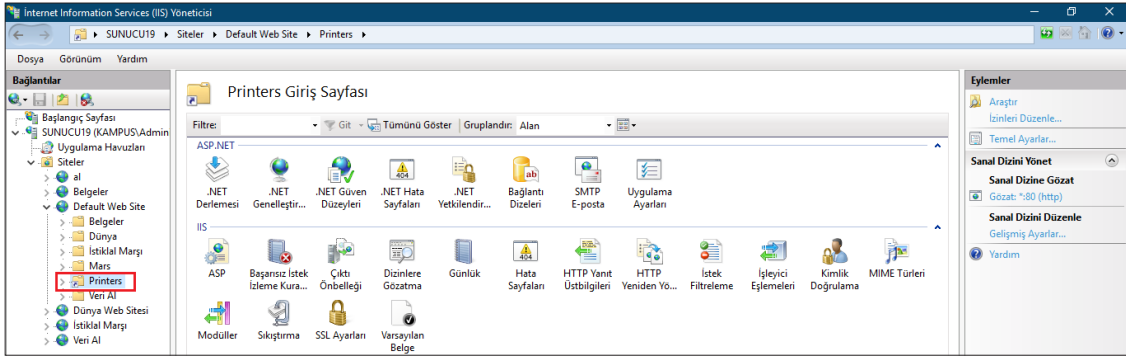 İnternet Information Services (IIS) Yöneticisi
SUNUCU19 Siteler Default Web Site Printers
Dosya Görünüm Yardım
Bağlantılar
Başlangıç Sayfası
SUNUCU19 (KAMPUS\Admin
Uygulama Havuzları
Siteler
al
Belgeler
Default Web Site
Belgeler
Dünya
İstiklal Marşı
Mars
Printers
Veri Al
Dünya Web Sitesi
İstiklal Marşı
Veri Al
Printers Giriş Sayfası
Filtre: Git Tümünü Göster Gruplandır: Alan
ASP.NET
.NET Derlemesi
.NET Genelleştir...
.NET Güven Düzeyleri
.NET Hata Sayfaları
.NET Yetkilendir...
Bağlantı Dizeleri
SMTP E-posta
Uygulama Ayarları
IIS
ASP
Başarısız İstek İzleme Kura...
Çıktı Önbelleği
Dizinlere Gözatma
Günlük
Hata Sayfaları
HTTP Yanıt Üstbilgileri
HTTP Yeniden Yö...
İstek Filtreleme
İşleyici Eşlemeleri
Kimlik Doğrulama
MIME Türleri
Modüller
Sıkıştırma
SSL Ayarları
Varsayılan Belge
Eylemler
Araştır
İzinleri Düzenle...
Temel Ayarlar...
Sanal Dizini Yönet
Sanal Dizine Gözat
Gözat: *:80 (http)
Sanal Dizini Düzenle
Gelişmiş Ayarlar...
Yardım